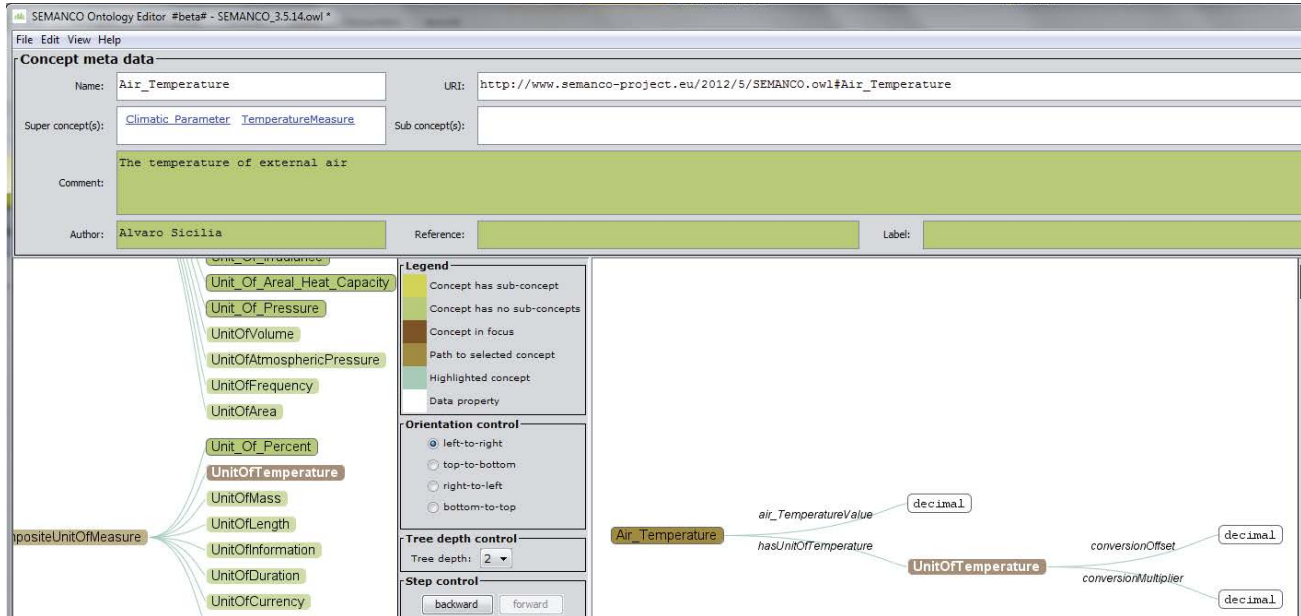 SEMANCO Ontology Editor #beta# - SEMANCO_3.5.14.owl *
File Edit View Help
Concept meta data
Name: Air_Temperature URI: http://www.semanco-project.eu/2012/5/SEMANCO.owl#Air_Temperature
Super concept(s): Climatic_Parameter TemperatureMeasure Sub concept(s):
Comment: The temperature of external air
Author: Alvaro Sicilia Reference: Label:
Unit_Of_Irradiance
Unit_Of_Areal_Heat_Capacity
Unit_Of_Pressure
UnitOfVolume
UnitOfAtmosphericPressure
UnitOfFrequency
UnitOfArea
Unit_Of_Percent
UnitOfTemperature
UnitOfMass
UnitOfLength
UnitOfInformation
UnitOfDuration
UnitOfCurrency
mpositeUnitOfMeasure
Legend
Concept has sub-concept
Concept has no sub-concepts
Concept in focus
Path to selected concept
Highlighted concept
Data property
Orientation control
left-to-right
top-to-bottom
right-to-left
bottom-to-top
Tree depth control
Tree depth: 2
Step control
backward forward
Air_Temperature
air_TemperatureValue
decimal
hasUnitOfTemperature
UnitOfTemperature
conversionOffset
decimal
conversionMultiplier
decimal